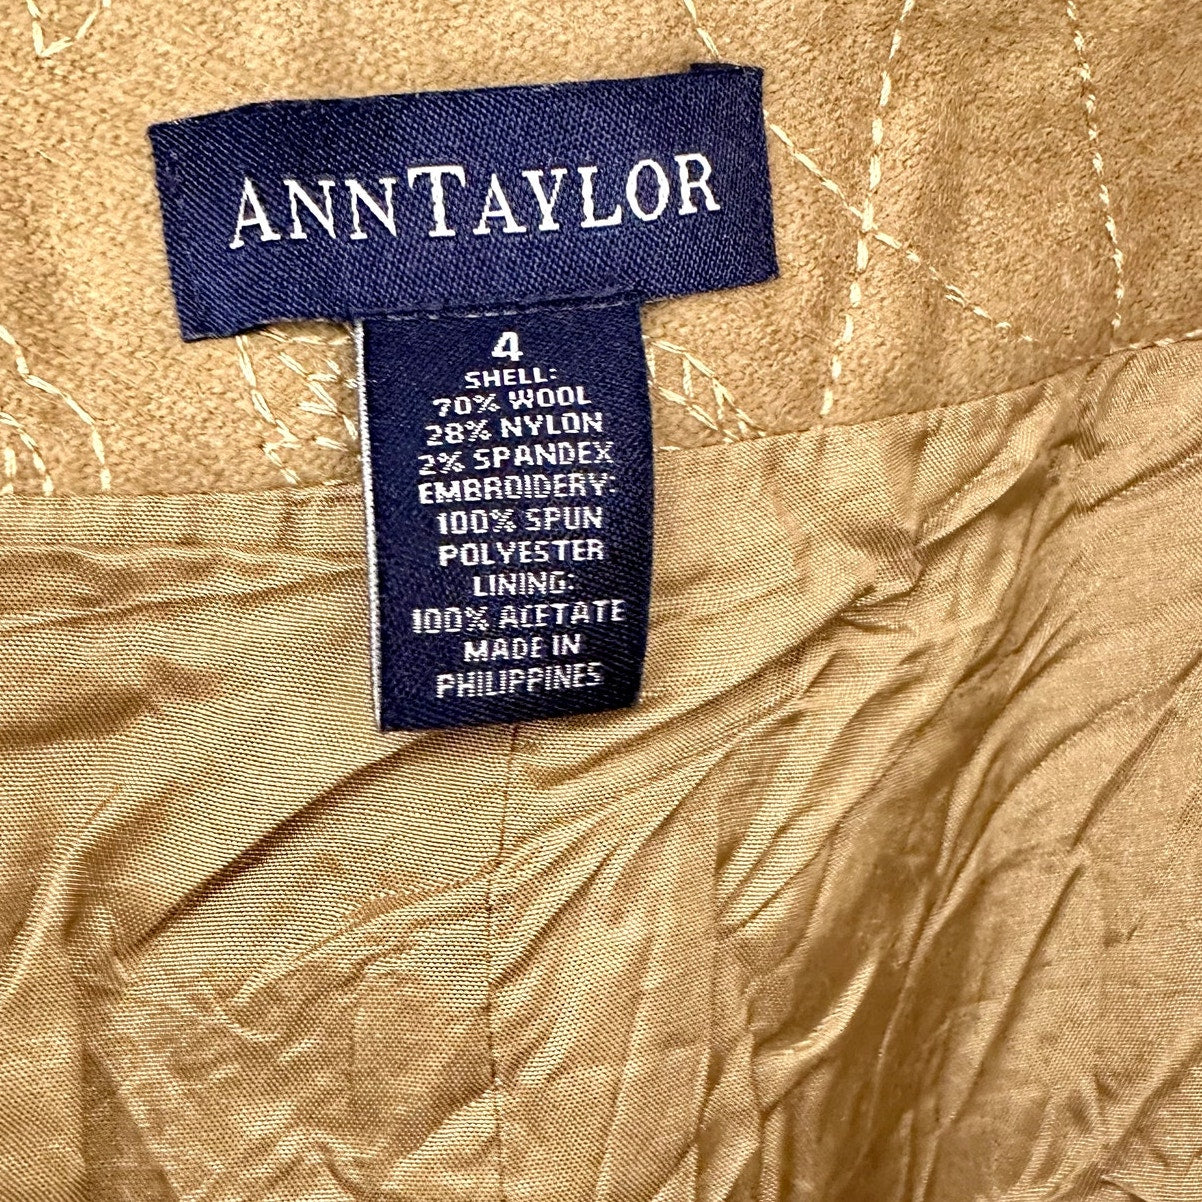 ANNTAYLOR
4
SHELL:
70% WOOL
28% NYLON
2% SPANDEX
EMBROIDERY:
100% SPUN
POLYESTER
LINING:
100% ACETATE
MADE IN
PHILIPPINES